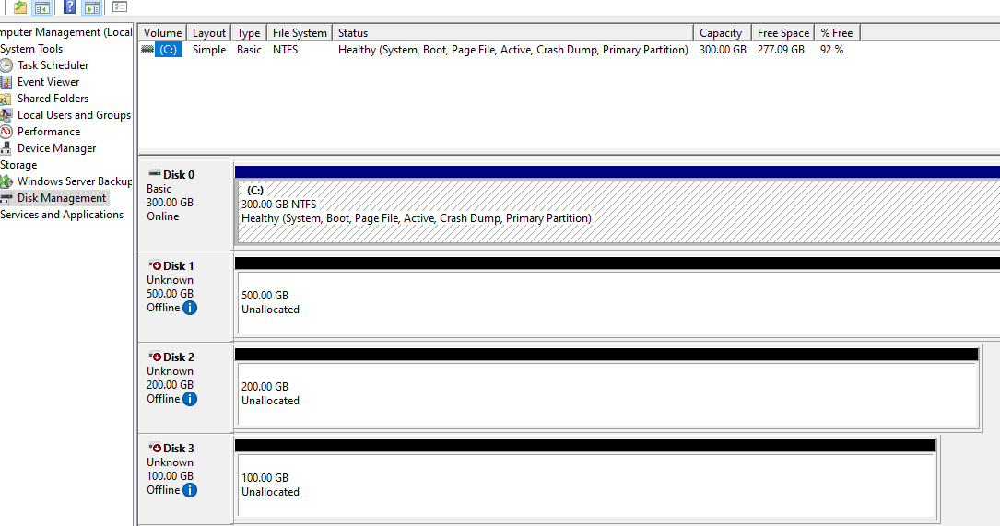 mputer Management (Local
System Tools
Task Scheduler
Event Viewer
Shared Folders
Local Users and Groups
Performance
Device Manager
Storage
Windows Server Backup
Disk Management
Services and Applications
Volume Layout Type File System Status Capacity Free Space % Free
(C:) Simple Basic NTFS Healthy (System, Boot, Page File, Active, Crash Dump, Primary Partition) 300.00 GB 277.09 GB 92 %
Disk 0
Basic
300.00 GB
Online
(C:)
300.00 GB NTFS
Healthy (System, Boot, Page File, Active, Crash Dump, Primary Partition)
Disk 1
Unknown
500.00 GB
Offline
500.00 GB
Unallocated
Disk 2
Unknown
200.00 GB
Offline
200.00 GB
Unallocated
Disk 3
Unknown
100.00 GB
Offline
100.00 GB
Unallocated